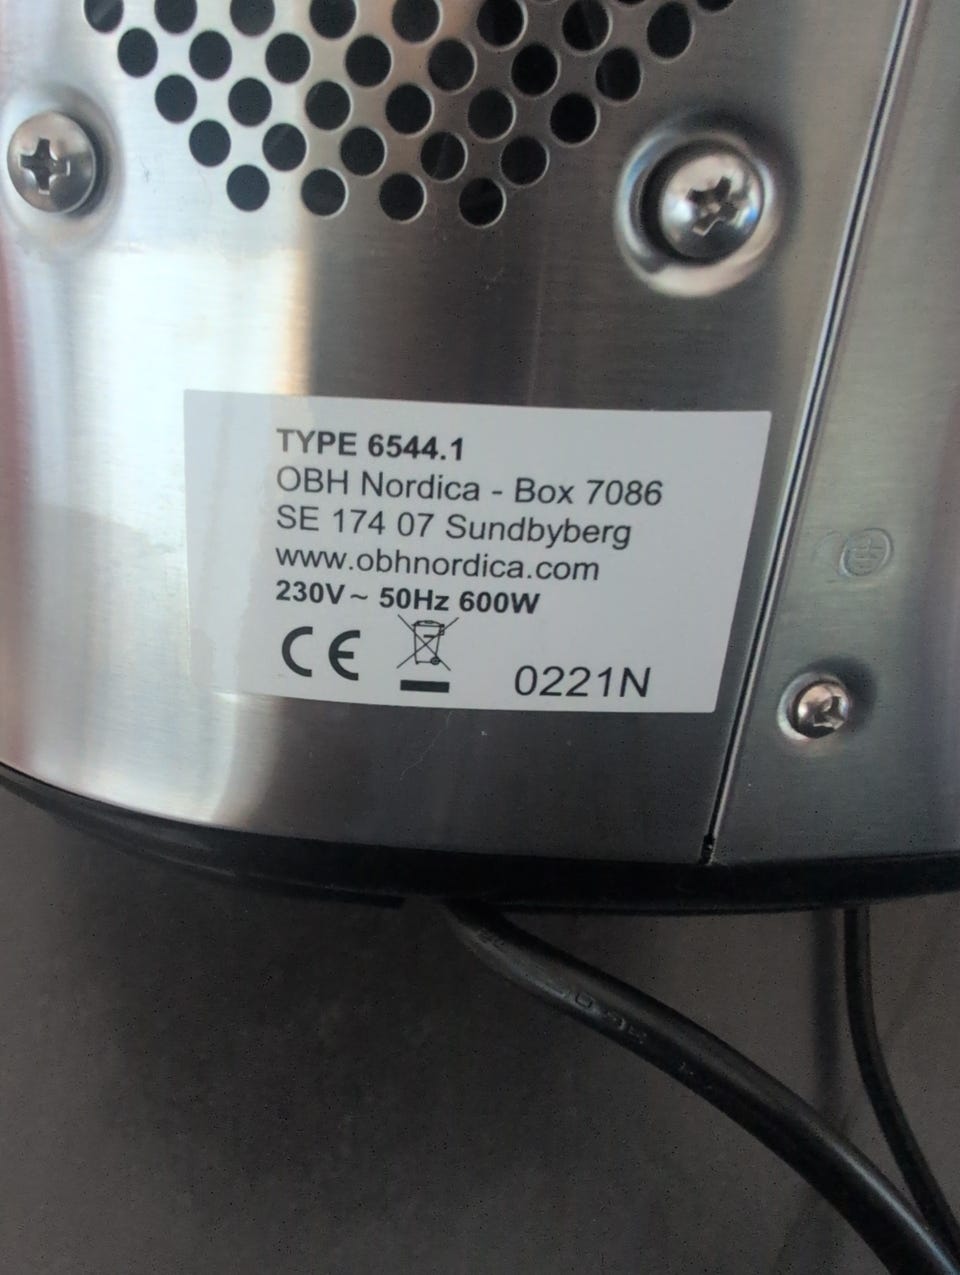 TYPE 6544.1
OBH Nordica - Box 7086
SE 174 07 Sundbyberg
www.obhnordica.com
230V~ 50Hz 600W
CE
0221N